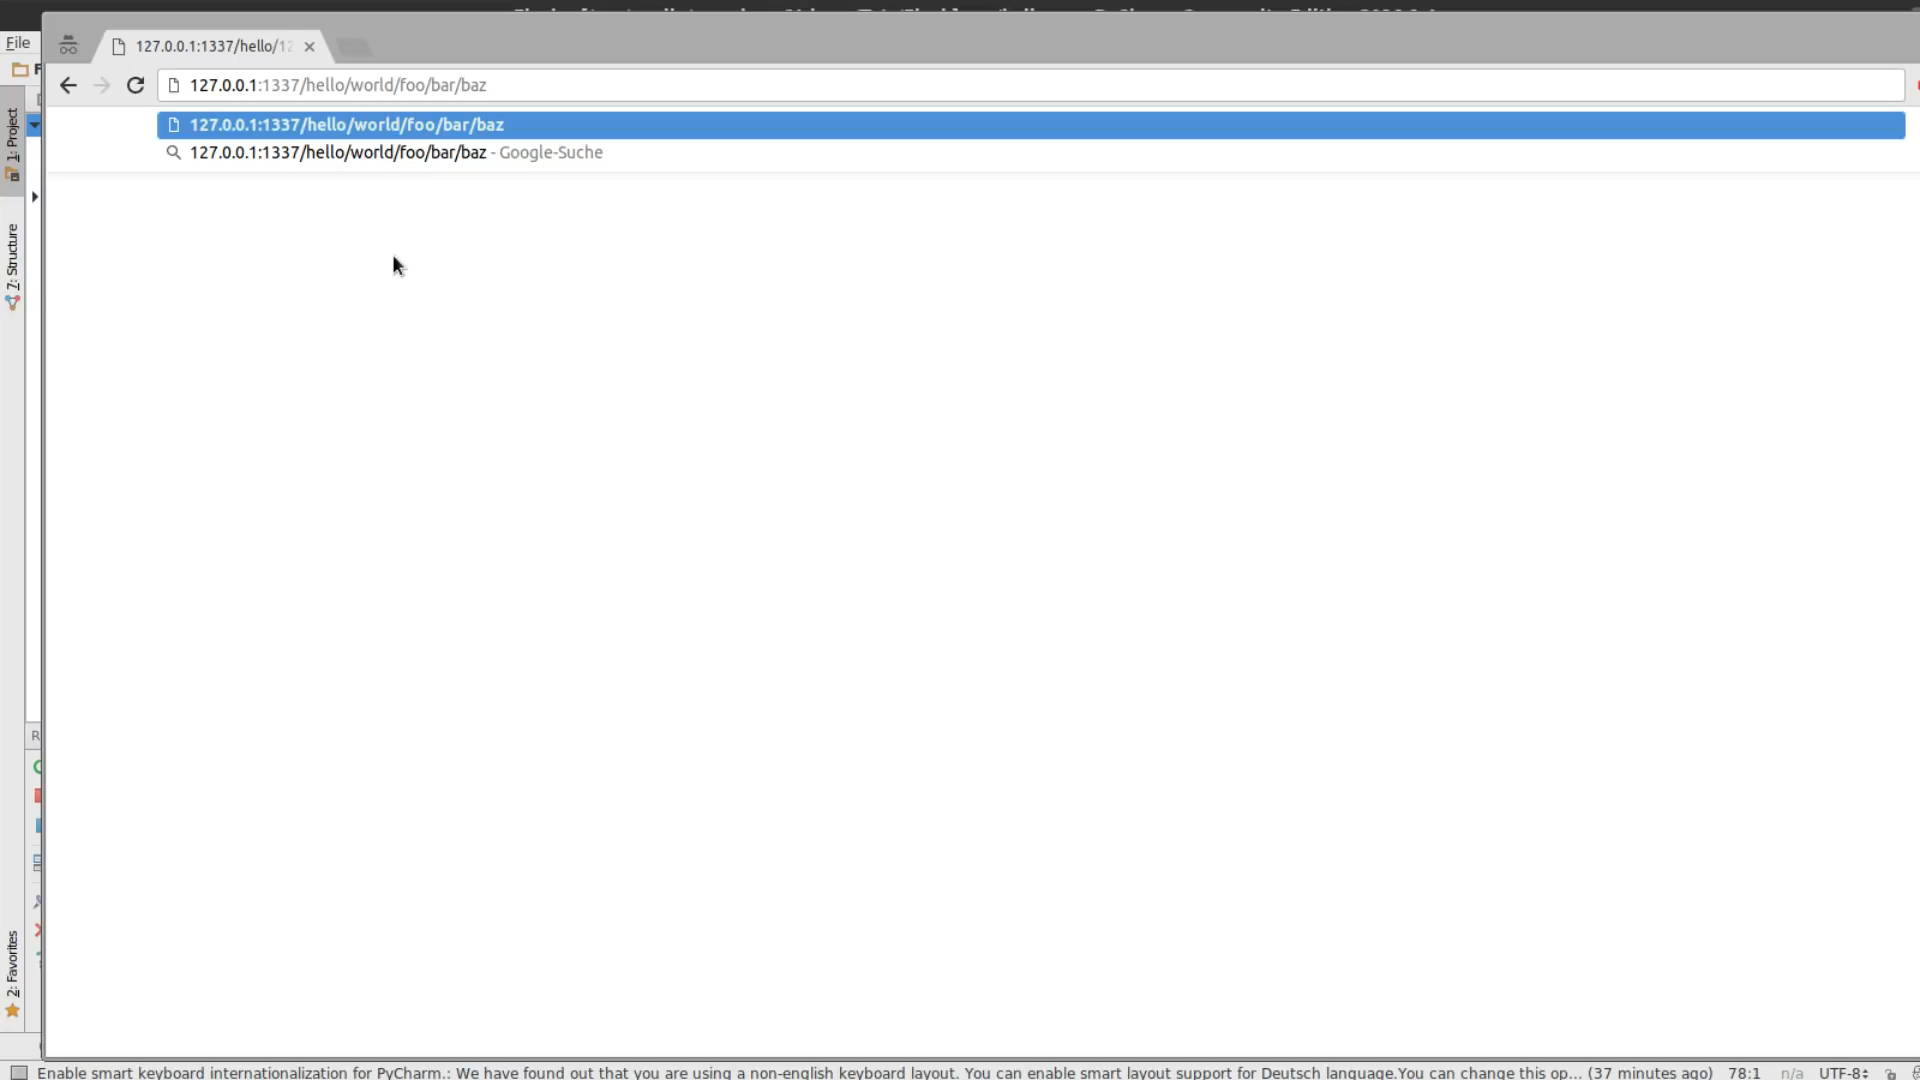 File
127.0.0.1:1337/hello/12
127.0.0.1:1337/hello/world/foo/bar/baz
127.0.0.1:1337/hello/world/foo/bar/baz
127.0.0.1:1337/hello/world/foo/bar/baz - Google-Suche
1: Project
7: Structure
2: Favorites
Enable smart keyboard internationalization for PyCharm.: We have found out that you are using a non-english keyboard layout. You can enable smart layout support for Deutsch language.You can change this op... (37 minutes ago) 78:1 n/a UTF-8